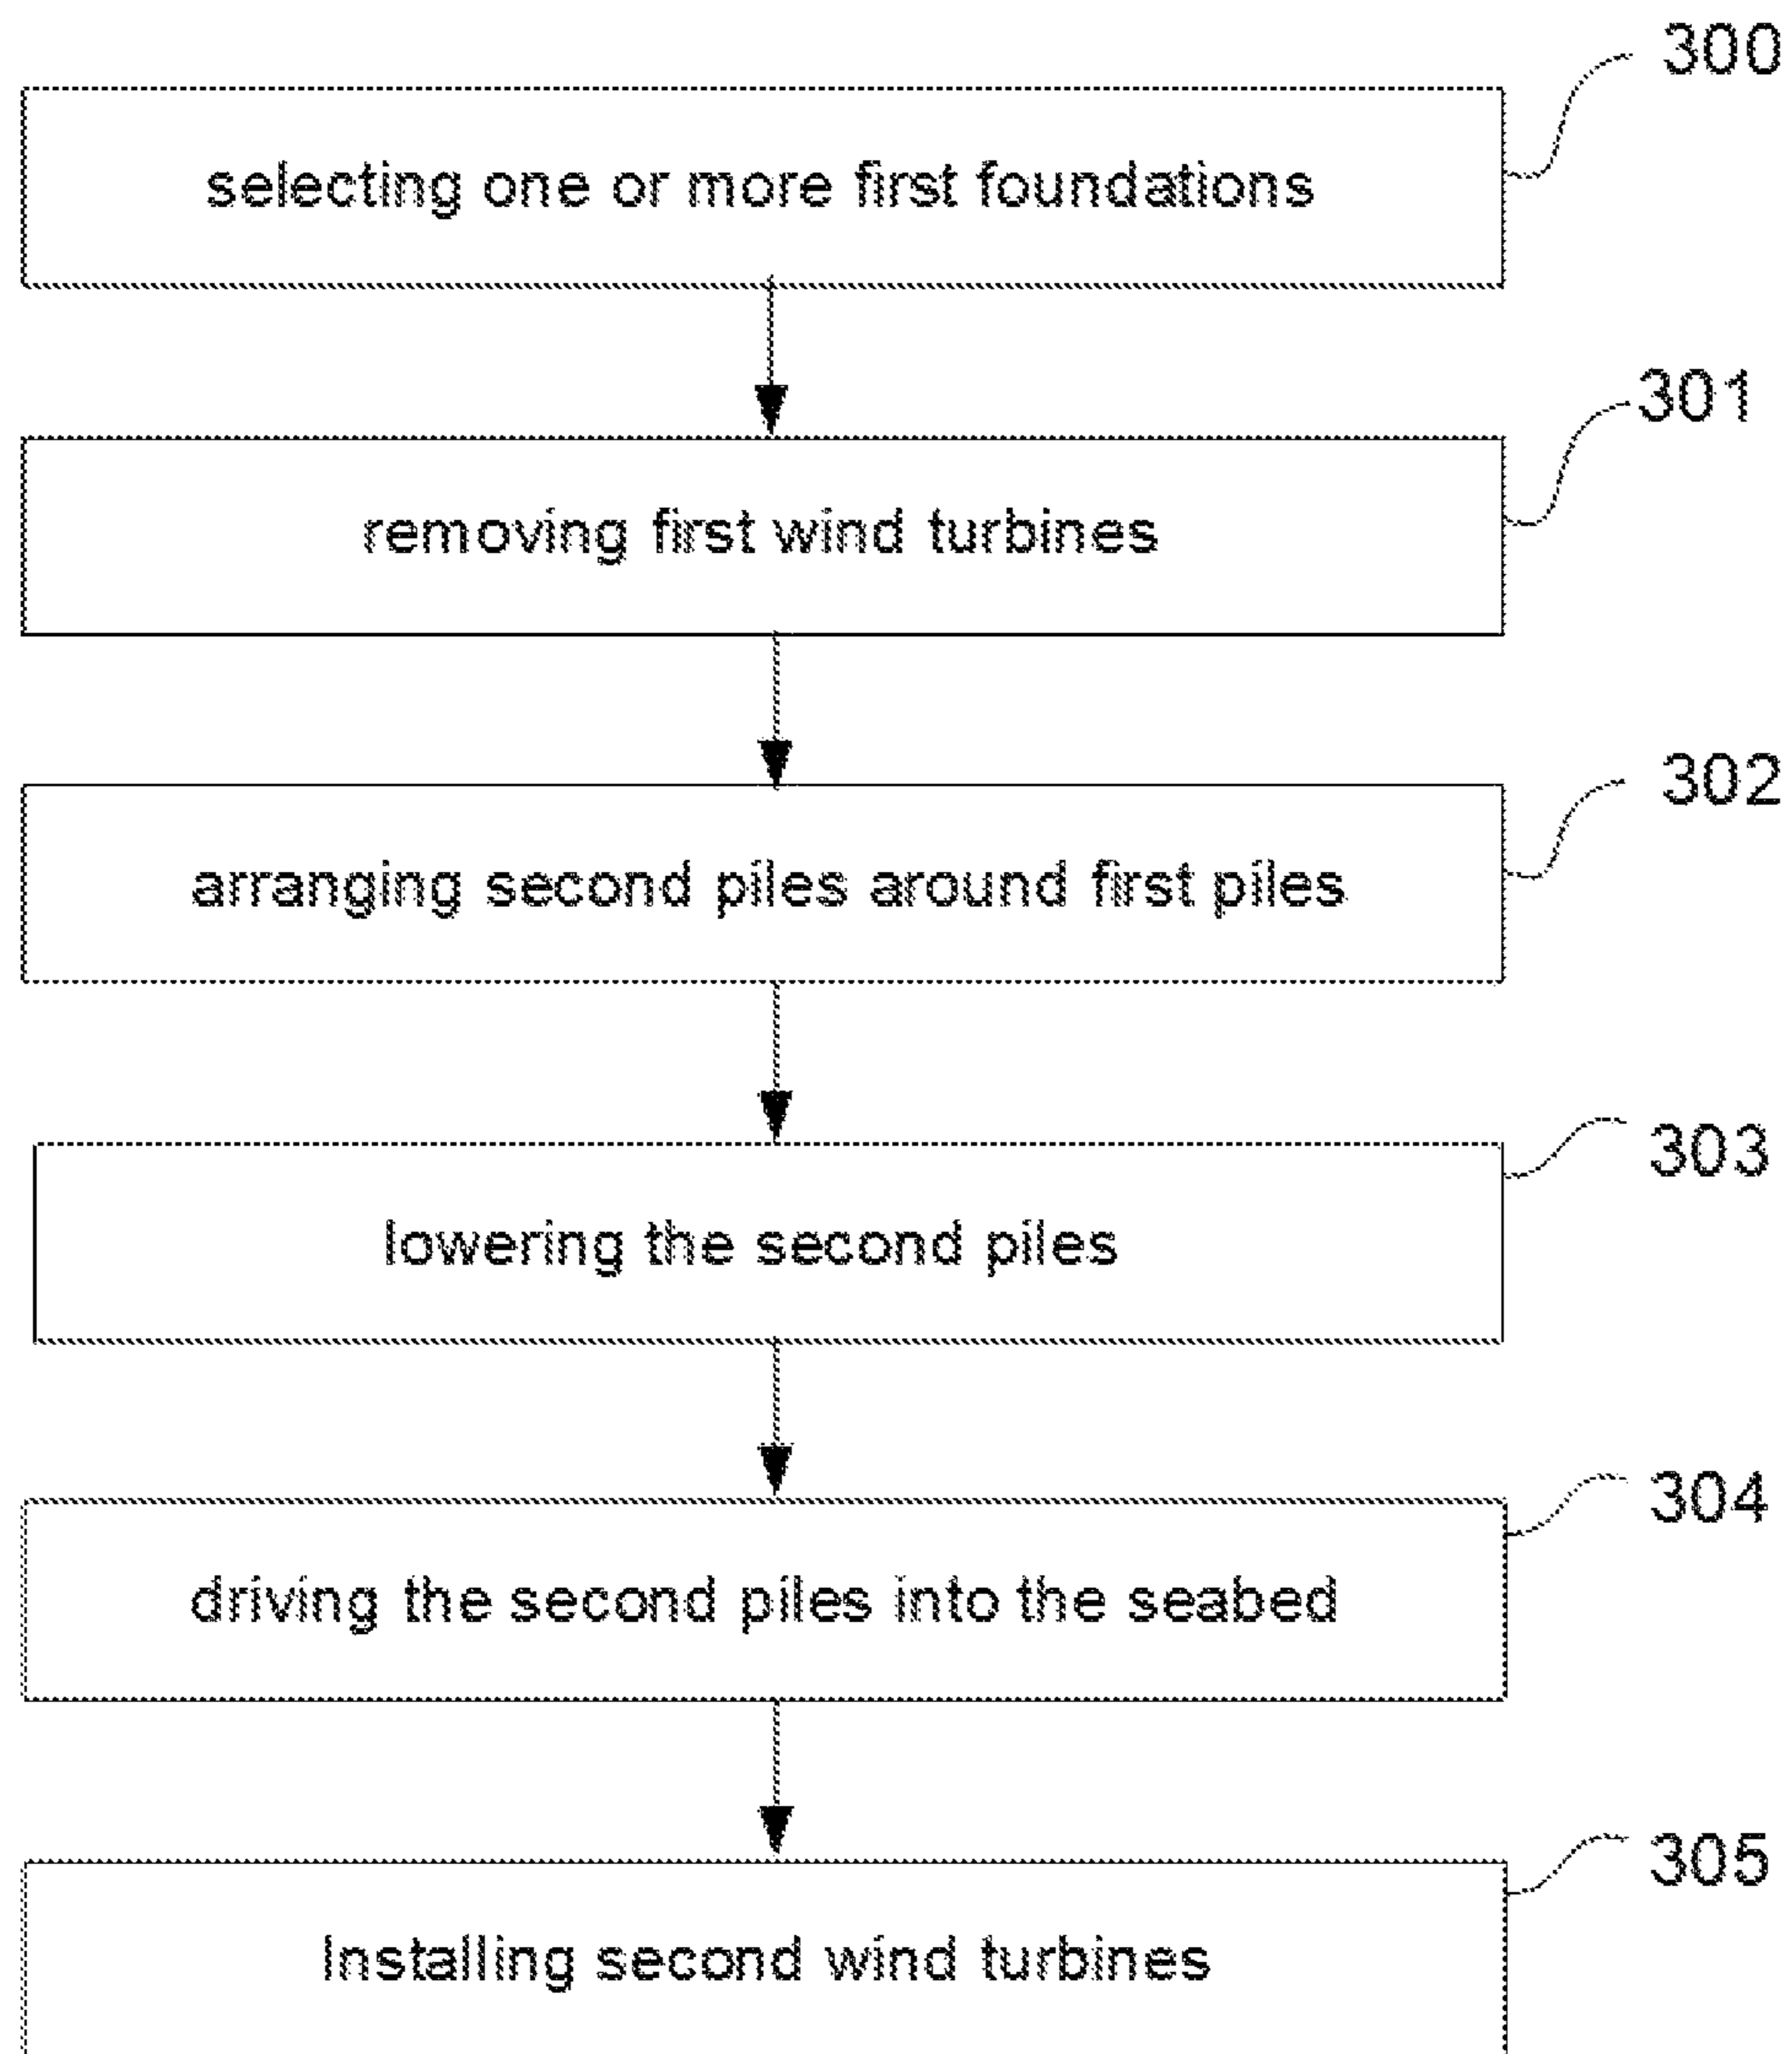 300
selecting one or more first foundations
301
removing first wind turbines
302
arranging second piles around first piles
303
lowering the second piles
304
driving the second piles into the seabed
305
Installing second wind turbines